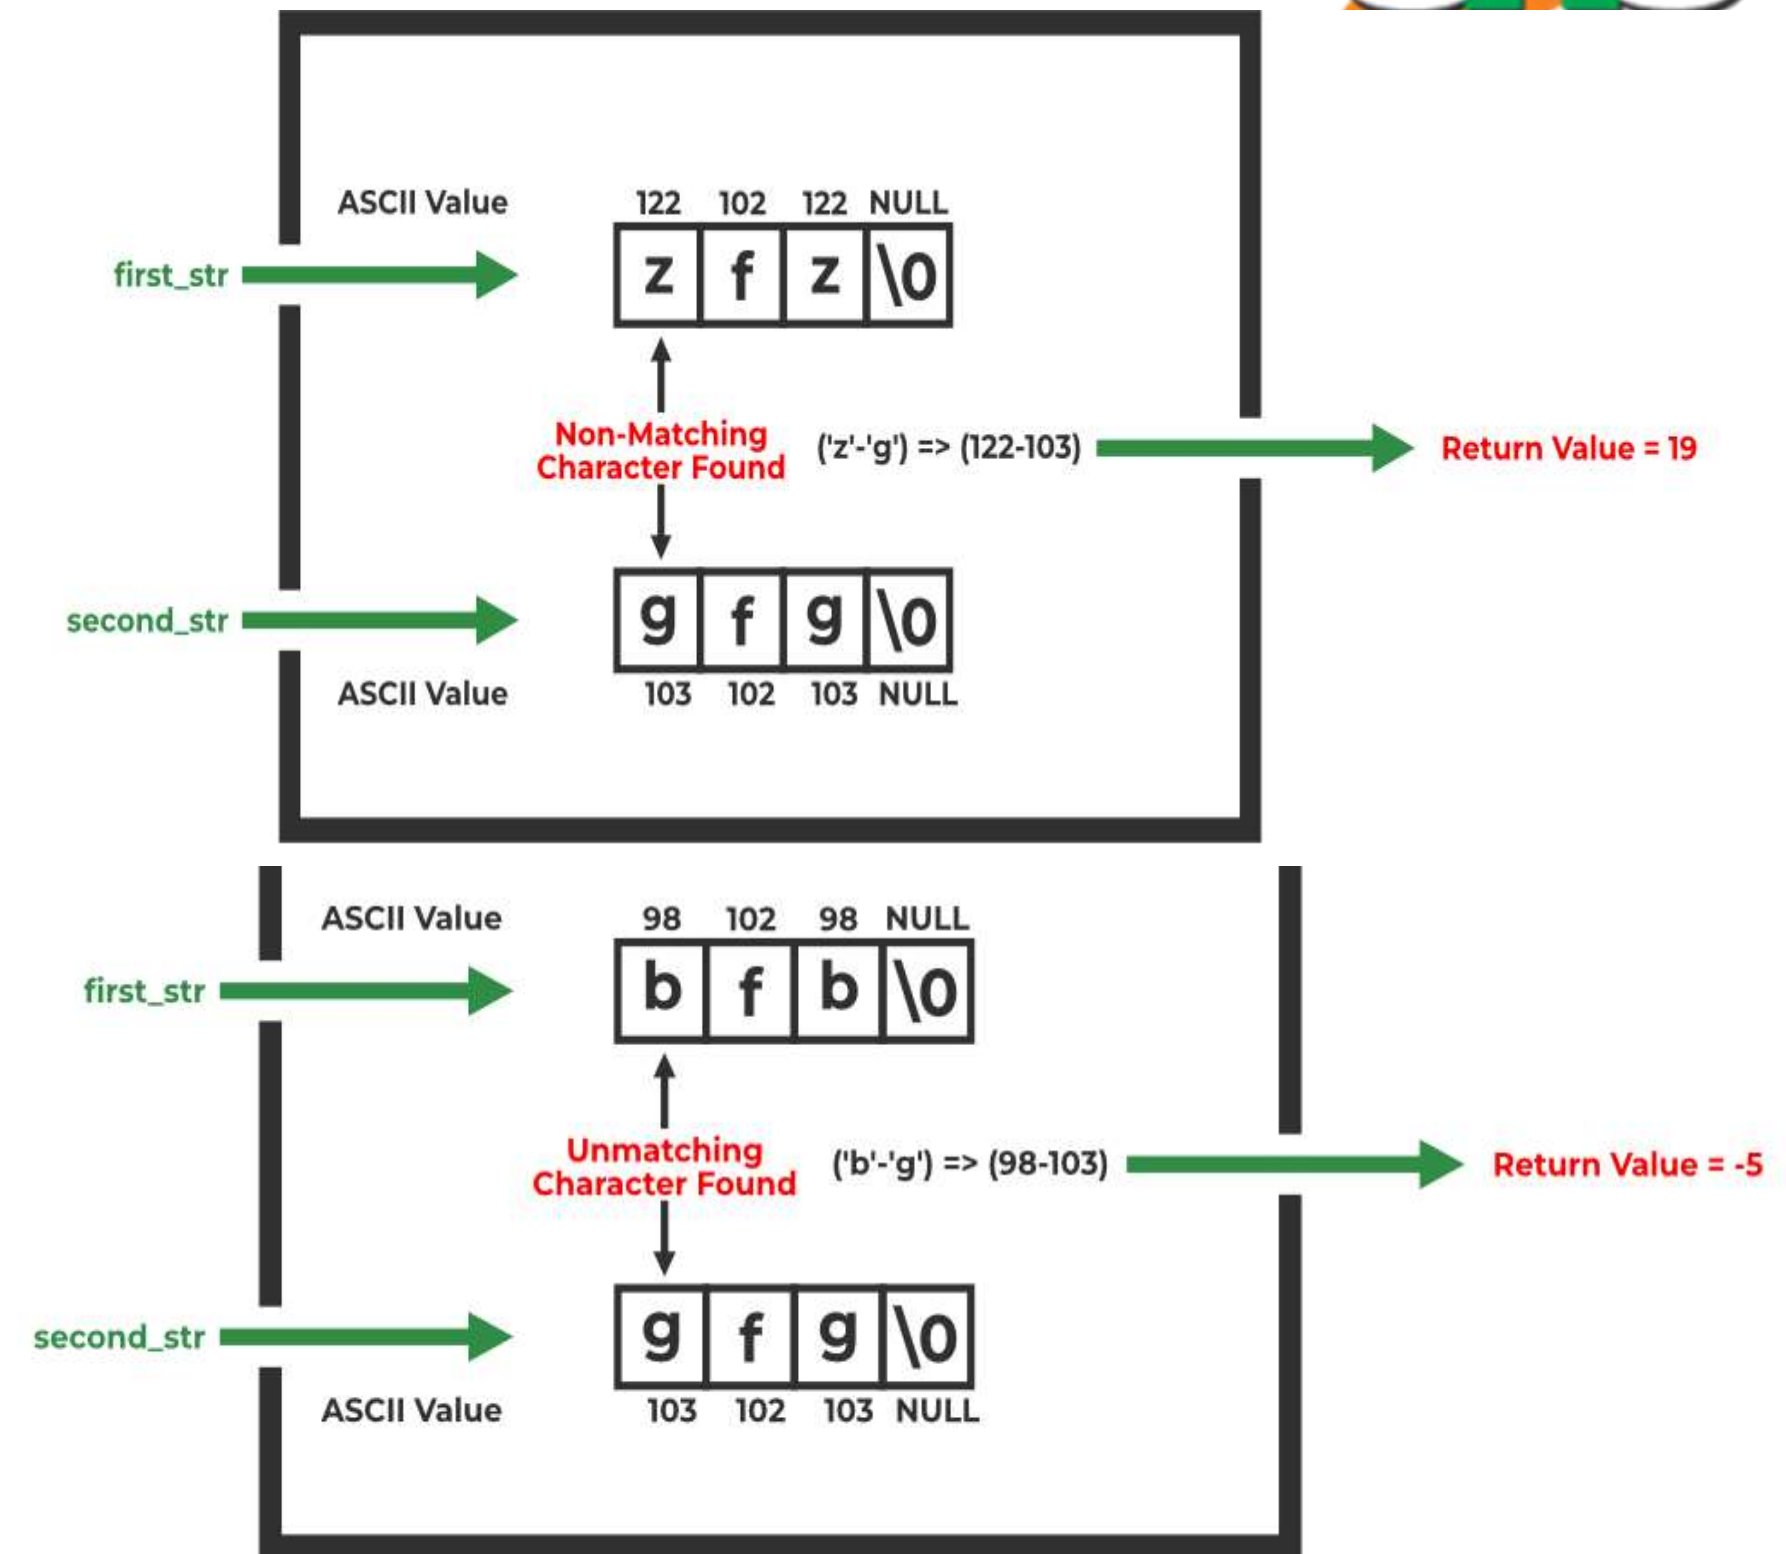 ASCII Value 122 102 122 NULL
first_str z f z \0
Non-Matching
Character Found
('z'-'g') => (122-103)
Return Value = 19
second_str g f g \0
ASCII Value 103 102 103 NULL
ASCII Value 98 102 98 NULL
first_str b f b \0
Unmatching
Character Found
('b'-'g') => (98-103)
Return Value = -5
second_str g f g \0
ASCII Value 103 102 103 NULL